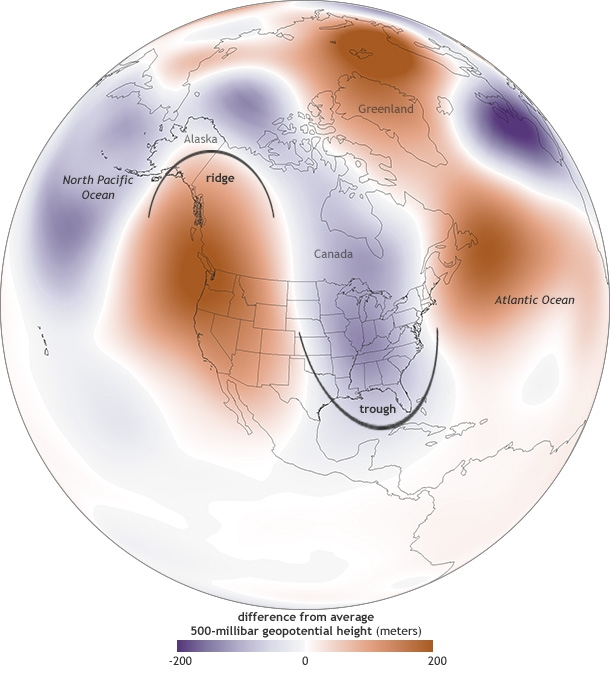 Greenland
Alaska
ridge
North Pacific
Ocean
Canada
Atlantic Ocean
trough
difference from average
500-millibar geopotential height (meters)
-200 0 200